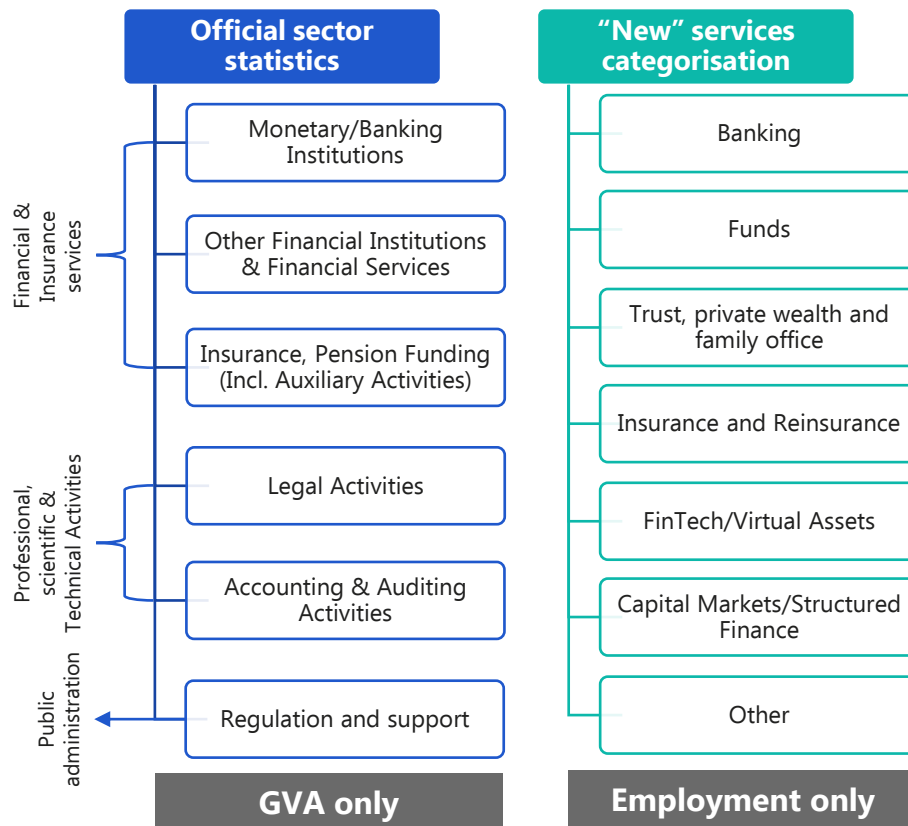 Official sector
statistics
Financial &
Insurance
services
Monetary/Banking
Institutions
Other Financial Institutions
& Financial Services
Insurance, Pension Funding
(Incl. Auxiliary Activities)
Professional,
scientific &
Technical Activities
Legal Activities
Accounting & Auditing
Activities
Public
administration
Regulation and support
GVA only
“New” services
categorisation
Banking
Funds
Trust, private wealth and
family office
Insurance and Reinsurance
FinTech/Virtual Assets
Capital Markets/Structured
Finance
Other
Employment only